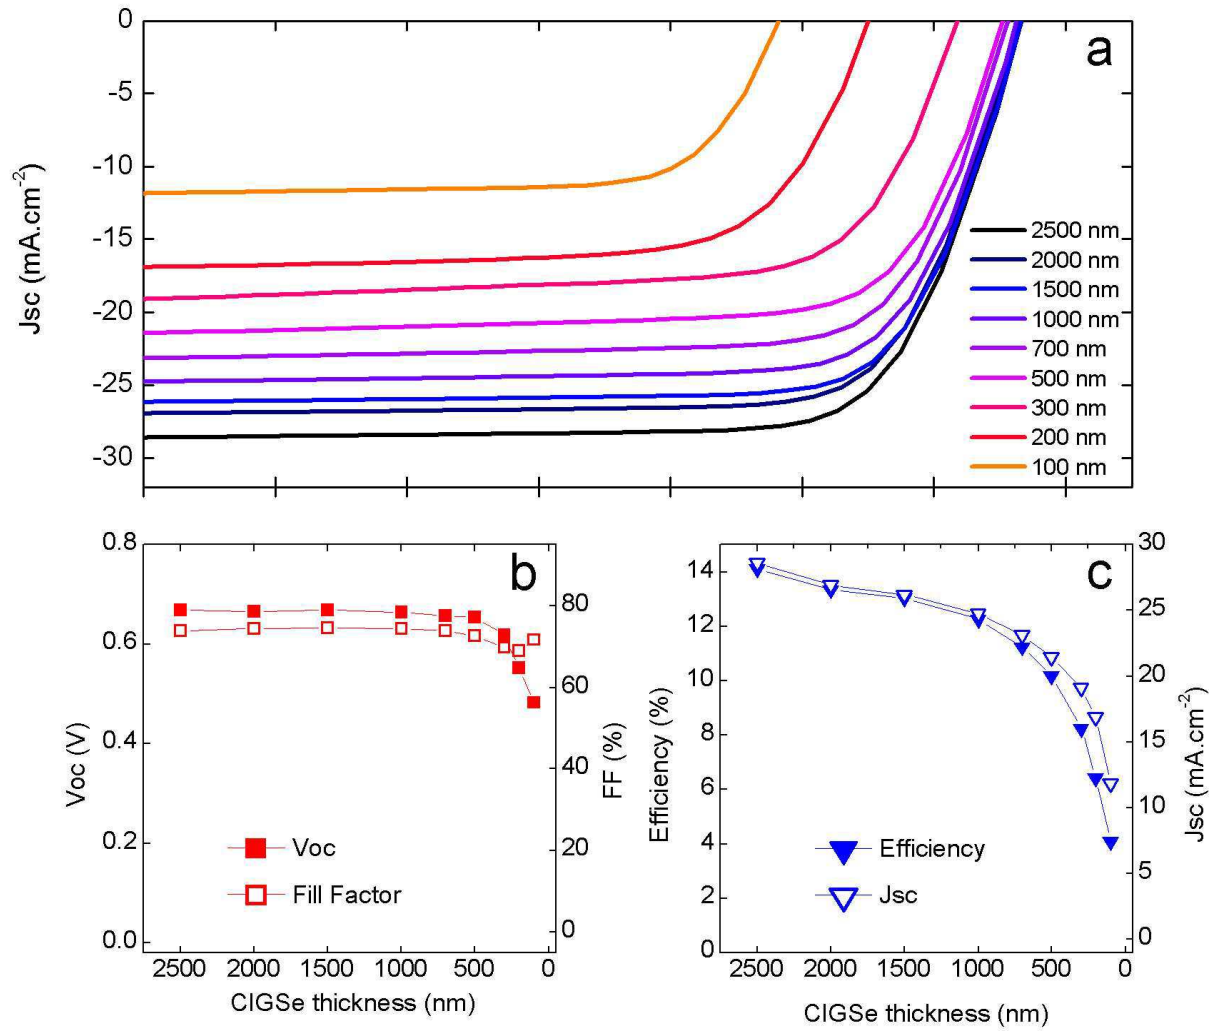 a
0
-5
-10
-15
-20
-25
-30
Jsc (mA.cm-2)
2500 nm
2000 nm
1500 nm
1000 nm
700 nm
500 nm
300 nm
200 nm
100 nm
b
0.8
0.6
0.4
0.2
0.0
Voc (V)
80
60
40
20
0
FF (%)
Voc
Fill Factor
2500 2000 1500 1000 500 0
CIGSe thickness (nm)
c
14
12
10
8
6
4
2
0
Efficiency (%)
30
25
20
15
10
5
0
Jsc (mA.cm-2)
Efficiency
Jsc
2500 2000 1500 1000 500 0
CIGSe thickness (nm)